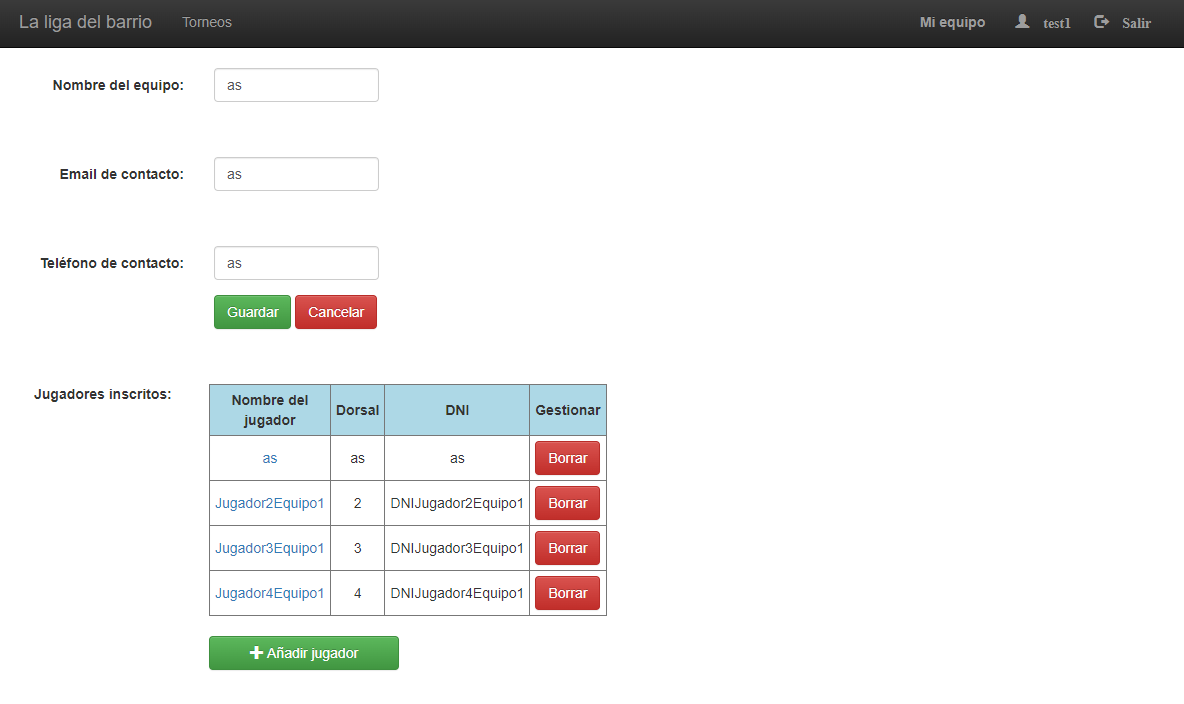 La liga del barrio Torneos Mi equipo test1 Salir
Nombre del equipo: as
Email de contacto: as
Teléfono de contacto: as
Guardar Cancelar
Jugadores inscritos:
Nombre del jugador Dorsal DNI Gestionar
as as as Borrar
Jugador2Equipo1 2 DNIJugador2Equipo1 Borrar
Jugador3Equipo1 3 DNIJugador3Equipo1 Borrar
Jugador4Equipo1 4 DNIJugador4Equipo1 Borrar
Añadir jugador